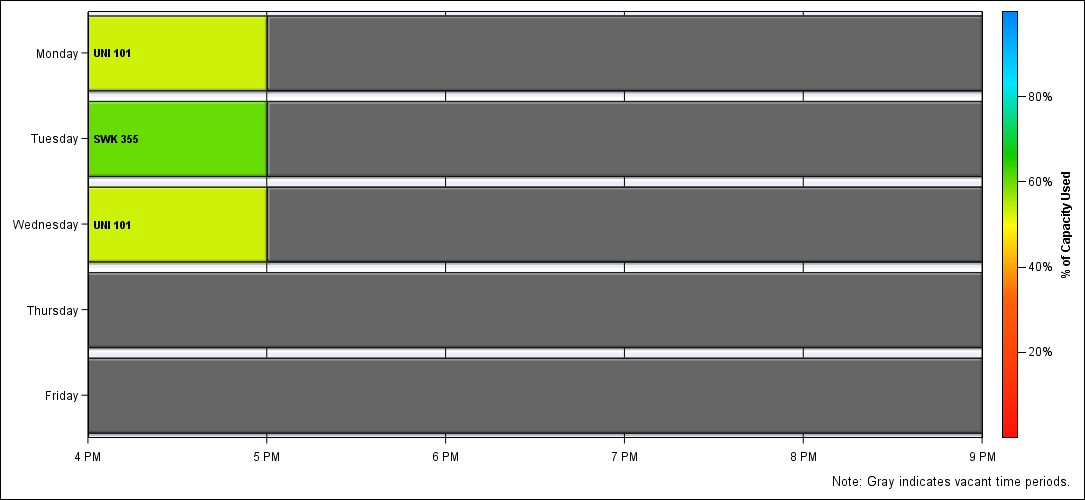 Monday
UNI 101
Tuesday
SWK 355
Wednesday
UNI 101
Thursday
Friday
4 PM 5 PM 6 PM 7 PM 8 PM 9 PM
80%
60%
40%
20%
% of Capacity Used
Note: Gray indicates vacant time periods.